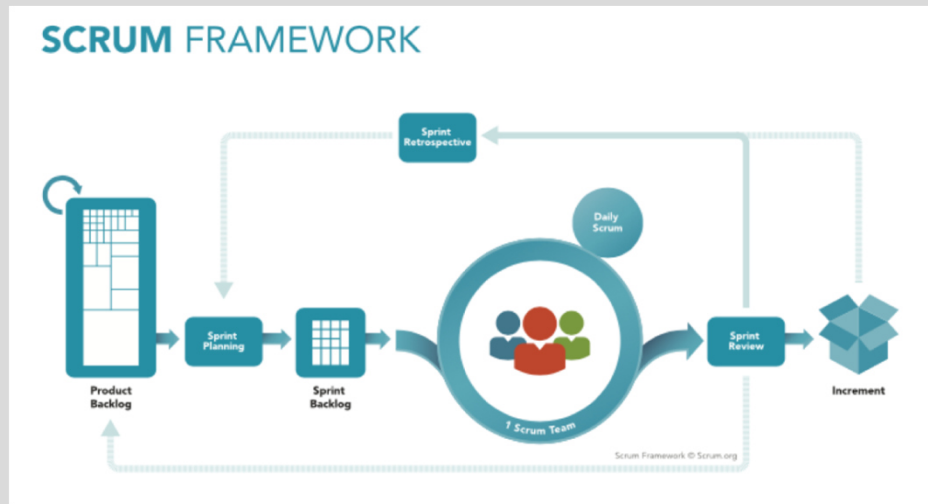 SCRUM FRAMEWORK
Sprint
Retrospective
Daily
Scrum
Sprint
Planning
Sprint
Review
Product
Backlog
Sprint
Backlog
Increment
1 Scrum Team
Scrum Framework © Scrum.org